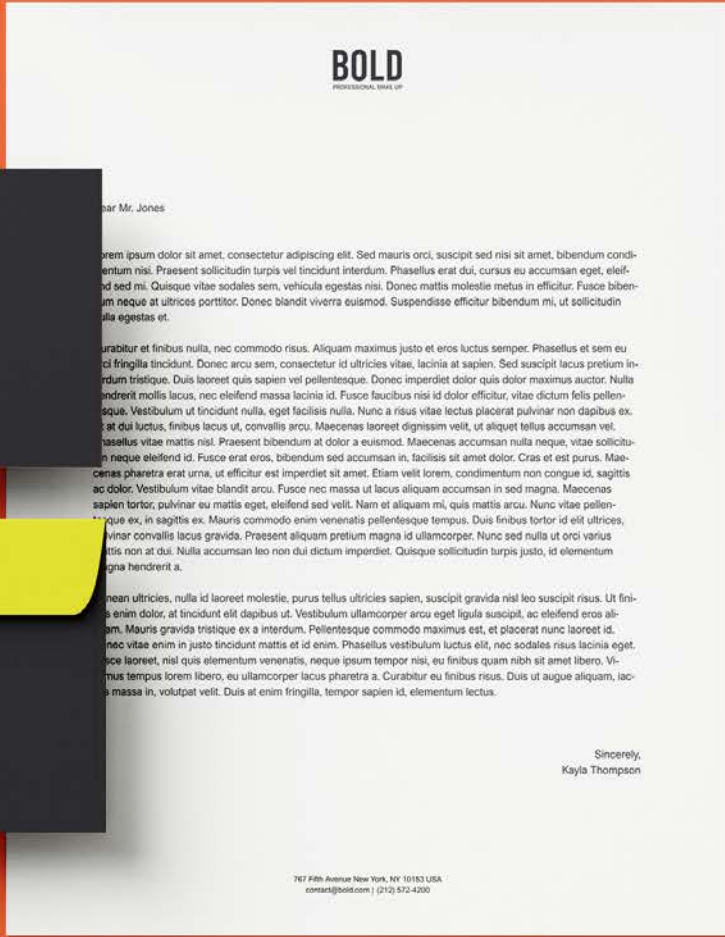 BOLD
PROFESSIONAL MAKE UP
ear Mr. Jones
orem ipsum dolor sit amet, consectetur adipiscing elit. Sed mauris orci, suscipit sed nisi sit amet, bibendum condi-
entum nisi. Praesent sollicitudin turpis vel tincidunt interdum. Phasellus erat dui, cursus eu accumsan eget, eleif-
nd sed mi. Quisque vitae sodales sem, vehicula egestas nisi. Donec mattis molestie metus in efficitur. Fusce biben-
um neque at ultrices porttitor. Donec blandit viverra euismod. Suspendisse efficitur bibendum mi, ut sollicitudin
ulla egestas et.
urabitur et finibus nulla, nec commodo risus. Aliquam maximus justo et eros luctus semper. Phasellus et sem eu
ci fringilla tincidunt. Donec arcu sem, consectetur id ultricies vitae, lacinia at sapien. Sed suscipit lacus pretium in-
rdum tristique. Duis laoreet quis sapien vel pellentesque. Donec imperdiet dolor quis dolor maximus auctor. Nulla
endrerit mollis lacus, nec eleifend massa lacinia id. Fusce faucibus nisi id dolor efficitur, vitae dictum felis pellen-
sque. Vestibulum ut tincidunt nulla, eget facilisis nulla. Nunc a risus vitae lectus placerat pulvinar non dapibus ex.
t at dui luctus, finibus lacus ut, convallis arcu. Maecenas laoreet dignissim velit, ut aliquet tellus accumsan vel.
hasellus vitae mattis nisl. Praesent bibendum at dolor a euismod. Maecenas accumsan nulla neque, vitae sollicitu-
n neque eleifend id. Fusce erat eros, bibendum sed accumsan in, facilisis sit amet dolor. Cras et est purus. Mae-
cenas pharetra erat urna, ut efficitur est imperdiet sit amet. Etiam velit lorem, condimentum non congue id, sagittis
ac dolor. Vestibulum vitae blandit arcu. Fusce nec massa ut lacus aliquam accumsan in sed magna. Maecenas
sapien tortor, pulvinar eu mattis eget, eleifend sed velit. Nam et aliquam mi, quis mattis arcu. Nunc vitae pellen-
tesque ex, in sagittis ex. Mauris commodo enim venenatis pellentesque tempus. Duis finibus tortor id elit ultrices,
lvinar convallis lacus gravida. Praesent aliquam pretium magna id ullamcorper. Nunc sed nulla ut orci varius
attis non at dui. Nulla accumsan leo non dui dictum imperdiet. Quisque sollicitudin turpis justo, id elementum
agna hendrerit a.
nean ultricies, nulla id laoreet molestie, purus tellus ultricies sapien, suscipit gravida nisl leo suscipit risus. Ut fini-
s enim dolor, at tincidunt elit dapibus ut. Vestibulum ullamcorper arcu eget ligula suscipit, ac eleifend eros ali-
am. Mauris gravida tristique ex a interdum. Pellentesque commodo maximus est, et placerat nunc laoreet id.
nec vitae enim in justo tincidunt mattis et id enim. Phasellus vestibulum luctus elit, nec sodales risus lacinia eget.
sce laoreet, nisl quis elementum venenatis, neque ipsum tempor nisi, eu finibus quam nibh sit amet libero. Vi-
mus tempus lorem libero, eu ullamcorper lacus pharetra a. Curabitur eu finibus risus. Duis ut augue aliquam, iac-
s massa in, volutpat velit. Duis at enim fringilla, tempor sapien id, elementum lectus.
Sincerely,
Kayla Thompson
767 Fifth Avenue New York, NY 10153 USA
contact@bold.com | (212) 572-4200